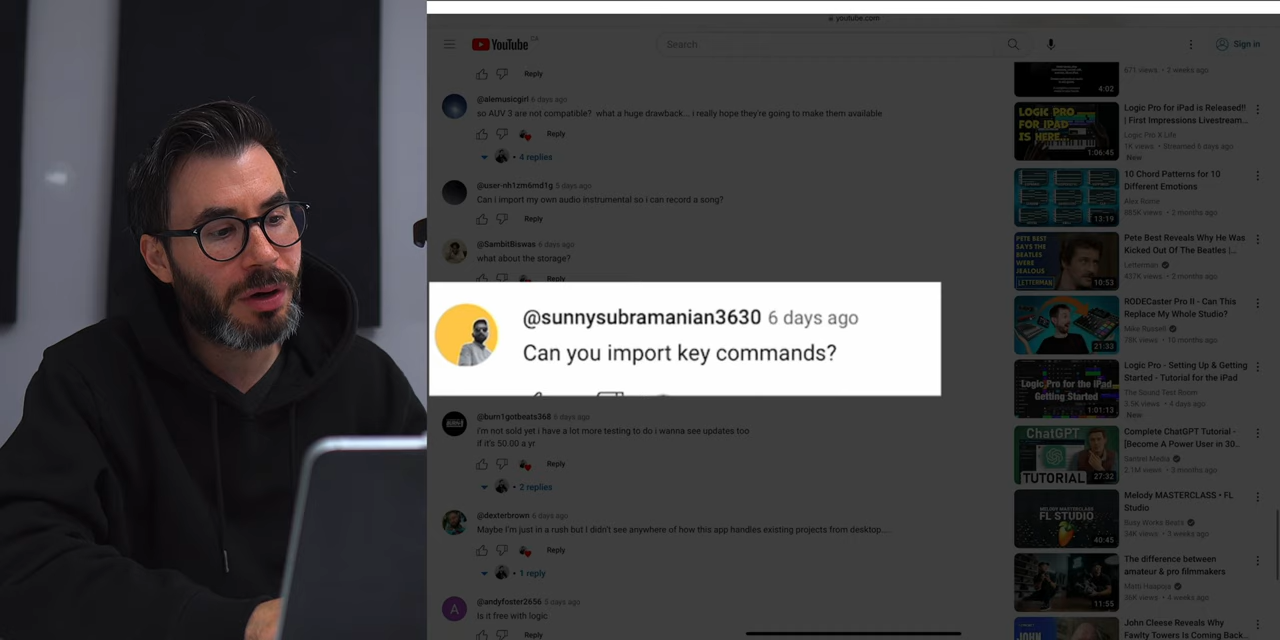 youtube.com
YouTube CA
Search
Sign in
Reply
@alemusicgirl 6 days ago
so AUV 3 are not compatible? what a huge drawback... i really hope they're going to make them available
Reply
4 replies
@user-nh1zm6md1g 5 days ago
Can i import my own audio instrumental so i can record a song?
Reply
@SambitBiswas 6 days ago
what about the storage?
Reply
@sunnysubramanian3630 6 days ago
Can you import key commands?
@burn1gotbeats368 6 days ago
i'm not sold yet i have a lot more testing to do i wanna see updates too
if it's 50.00 a yr
Reply
2 replies
@dexterbrown 6 days ago
Maybe I'm just in a rush but I didn't see anywhere of how this app handles existing projects from desktop....
Reply
1 reply
A
@andyfoster2656 5 days ago
Is it free with logic
Reply
671 views • 2 weeks ago
4:02
LOGIC PRO
FOR IPAD
IS HERE...
1:06:45
Logic Pro for iPad is Released!!
| First Impressions Livestream...
Logic Pro X Life
1K views • Streamed 6 days ago
New
13:19
10 Chord Patterns for 10
Different Emotions
Alex Rome
865K views • 2 months ago
PETE BEST
SAYS THE
BEATLES
WERE
JEALOUS
LETTERMAN
10:53
Pete Best Reveals Why He Was
Kicked Out Of The Beatles |...
Letterman
457K views • 2 months ago
21:33
RODECaster Pro II - Can This
Replace My Whole Studio?
Mike Russell
78K views • 10 months ago
Logic Pro for the iPad
Getting Started
1:01:13
Logic Pro - Setting Up & Getting
Started - Tutorial for the iPad
The Sound Test Room
3.5K views • 4 days ago
New
ChatGPT
TUTORIAL
27:32
Complete ChatGPT Tutorial -
[Become A Power User in 30...
Santrel Media
2.1M views • 3 months ago
MELODY MASTERCLASS
FL STUDIO
40:45
Melody MASTERCLASS • FL
Studio
Busy Works Beats
34K views • 3 weeks ago
11:55
The difference between
amateur & pro filmmakers
Matti Haapoja
36K views • 4 weeks ago
JOHN
John Cleese Reveals Why
Fawlty Towers Is Coming Back...